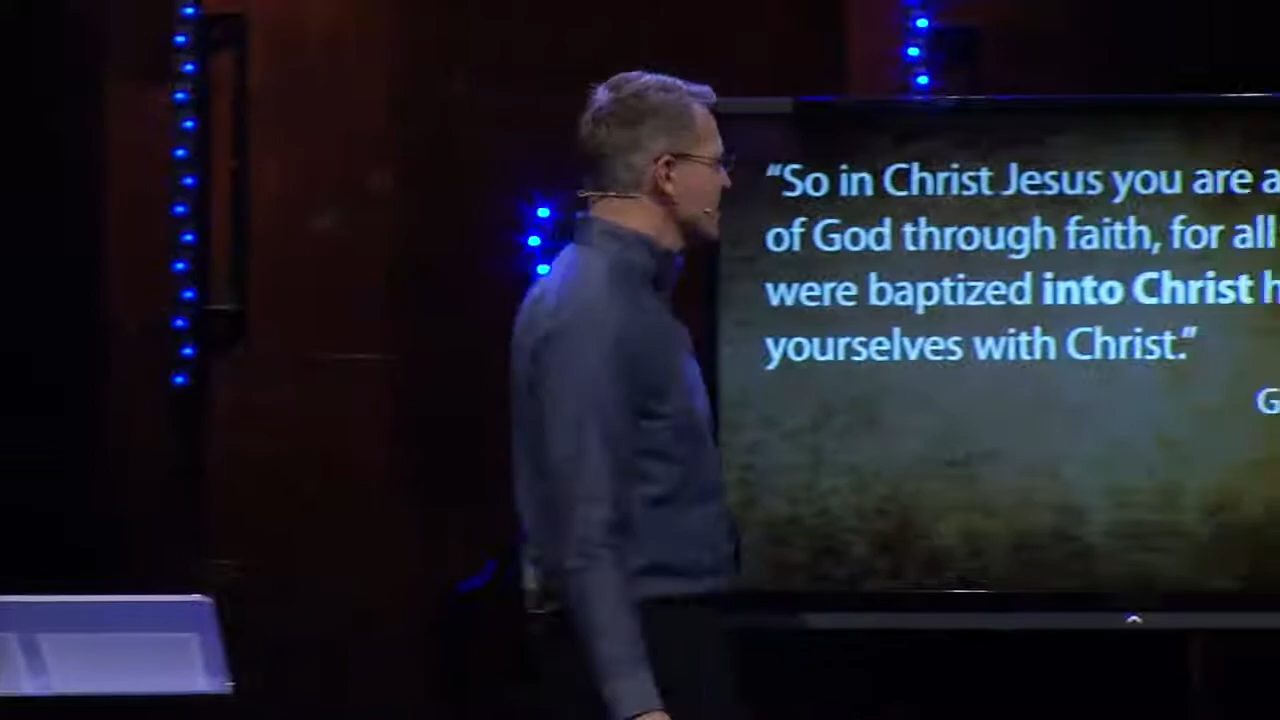 “So in Christ Jesus you are a
of God through faith, for all
were baptized into Christ h
yourselves with Christ.”
G